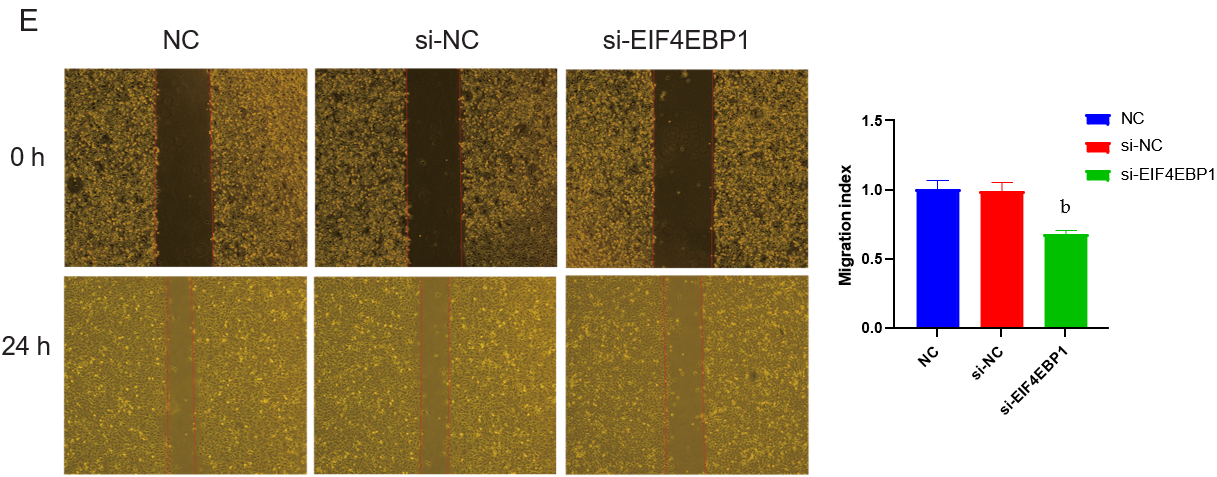 E
NC
si-NC
si-EIF4EBP1
0 h
24 h
Migration index
1.5
1.0
0.5
0.0
b
NC
si-NC
si-EIF4EBP1
NC
si-NC
si-EIF4EBP1